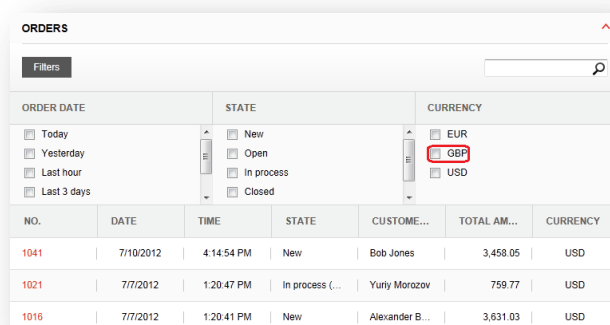 ORDERS
Filters
ORDER DATE STATE CURRENCY
Today New EUR
Yesterday Open GBP
Last hour In process USD
Last 3 days Closed
NO. DATE TIME STATE CUSTOME... TOTAL AM... CURRENCY
1041 7/10/2012 4:14:54 PM New Bob Jones 3,458.05 USD
1021 7/7/2012 1:20:47 PM In process (... Yuriy Morozov 759.77 USD
1016 7/7/2012 1:20:41 PM New Alexander B... 3,631.03 USD